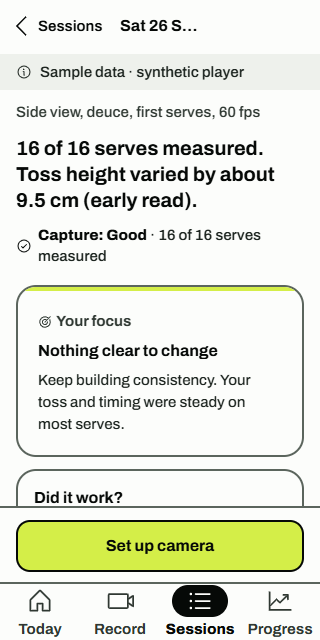 Sessions Sat 26 S...
Sample data · synthetic player
Side view, deuce, first serves, 60 fps
16 of 16 serves measured.
Toss height varied by about
9.5 cm (early read).
Capture: Good · 16 of 16 serves
measured
Your focus
Nothing clear to change
Keep building consistency. Your
toss and timing were steady on
most serves.
Did it work?
Set up camera
Today Record Sessions Progress